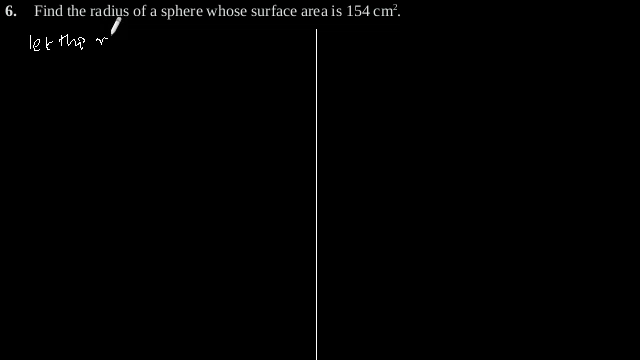 6. Find the radius of a sphere whose surface area is 154 cm².
let the r